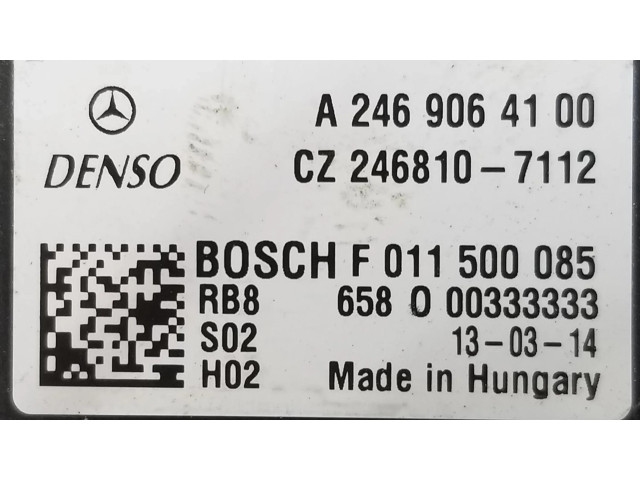 A 246 906 41 00
DENSO CZ 246810-7112
BOSCH F 011 500 085
RB8 658 0 00333333
S02 13-03-14
H02 Made in Hungary